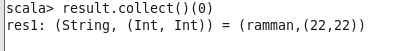 scala> result.collect()(0)
res1: (String, (Int, Int)) = (ramman,(22,22))